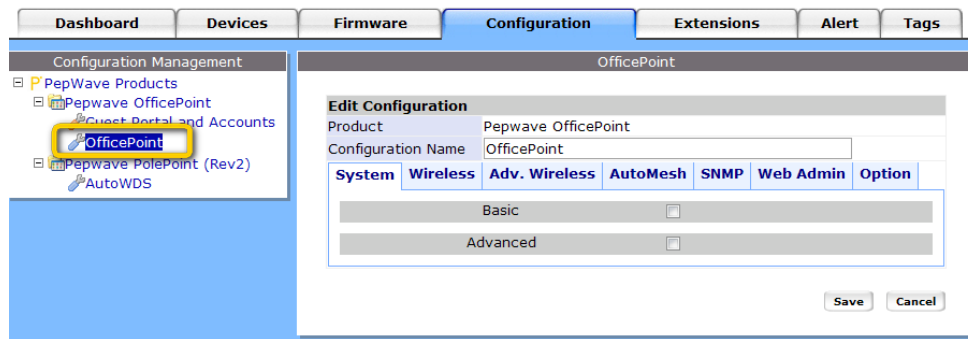 Dashboard Devices Firmware Configuration Extensions Alert Tags
Configuration Management
PepWave Products
Pepwave OfficePoint
Guest Portal and Accounts
OfficePoint
Pepwave PolePoint (Rev2)
AutoWDS
OfficePoint
Edit Configuration
Product Pepwave OfficePoint
Configuration Name OfficePoint
System Wireless Adv. Wireless AutoMesh SNMP Web Admin Option
Basic
Advanced
Save Cancel